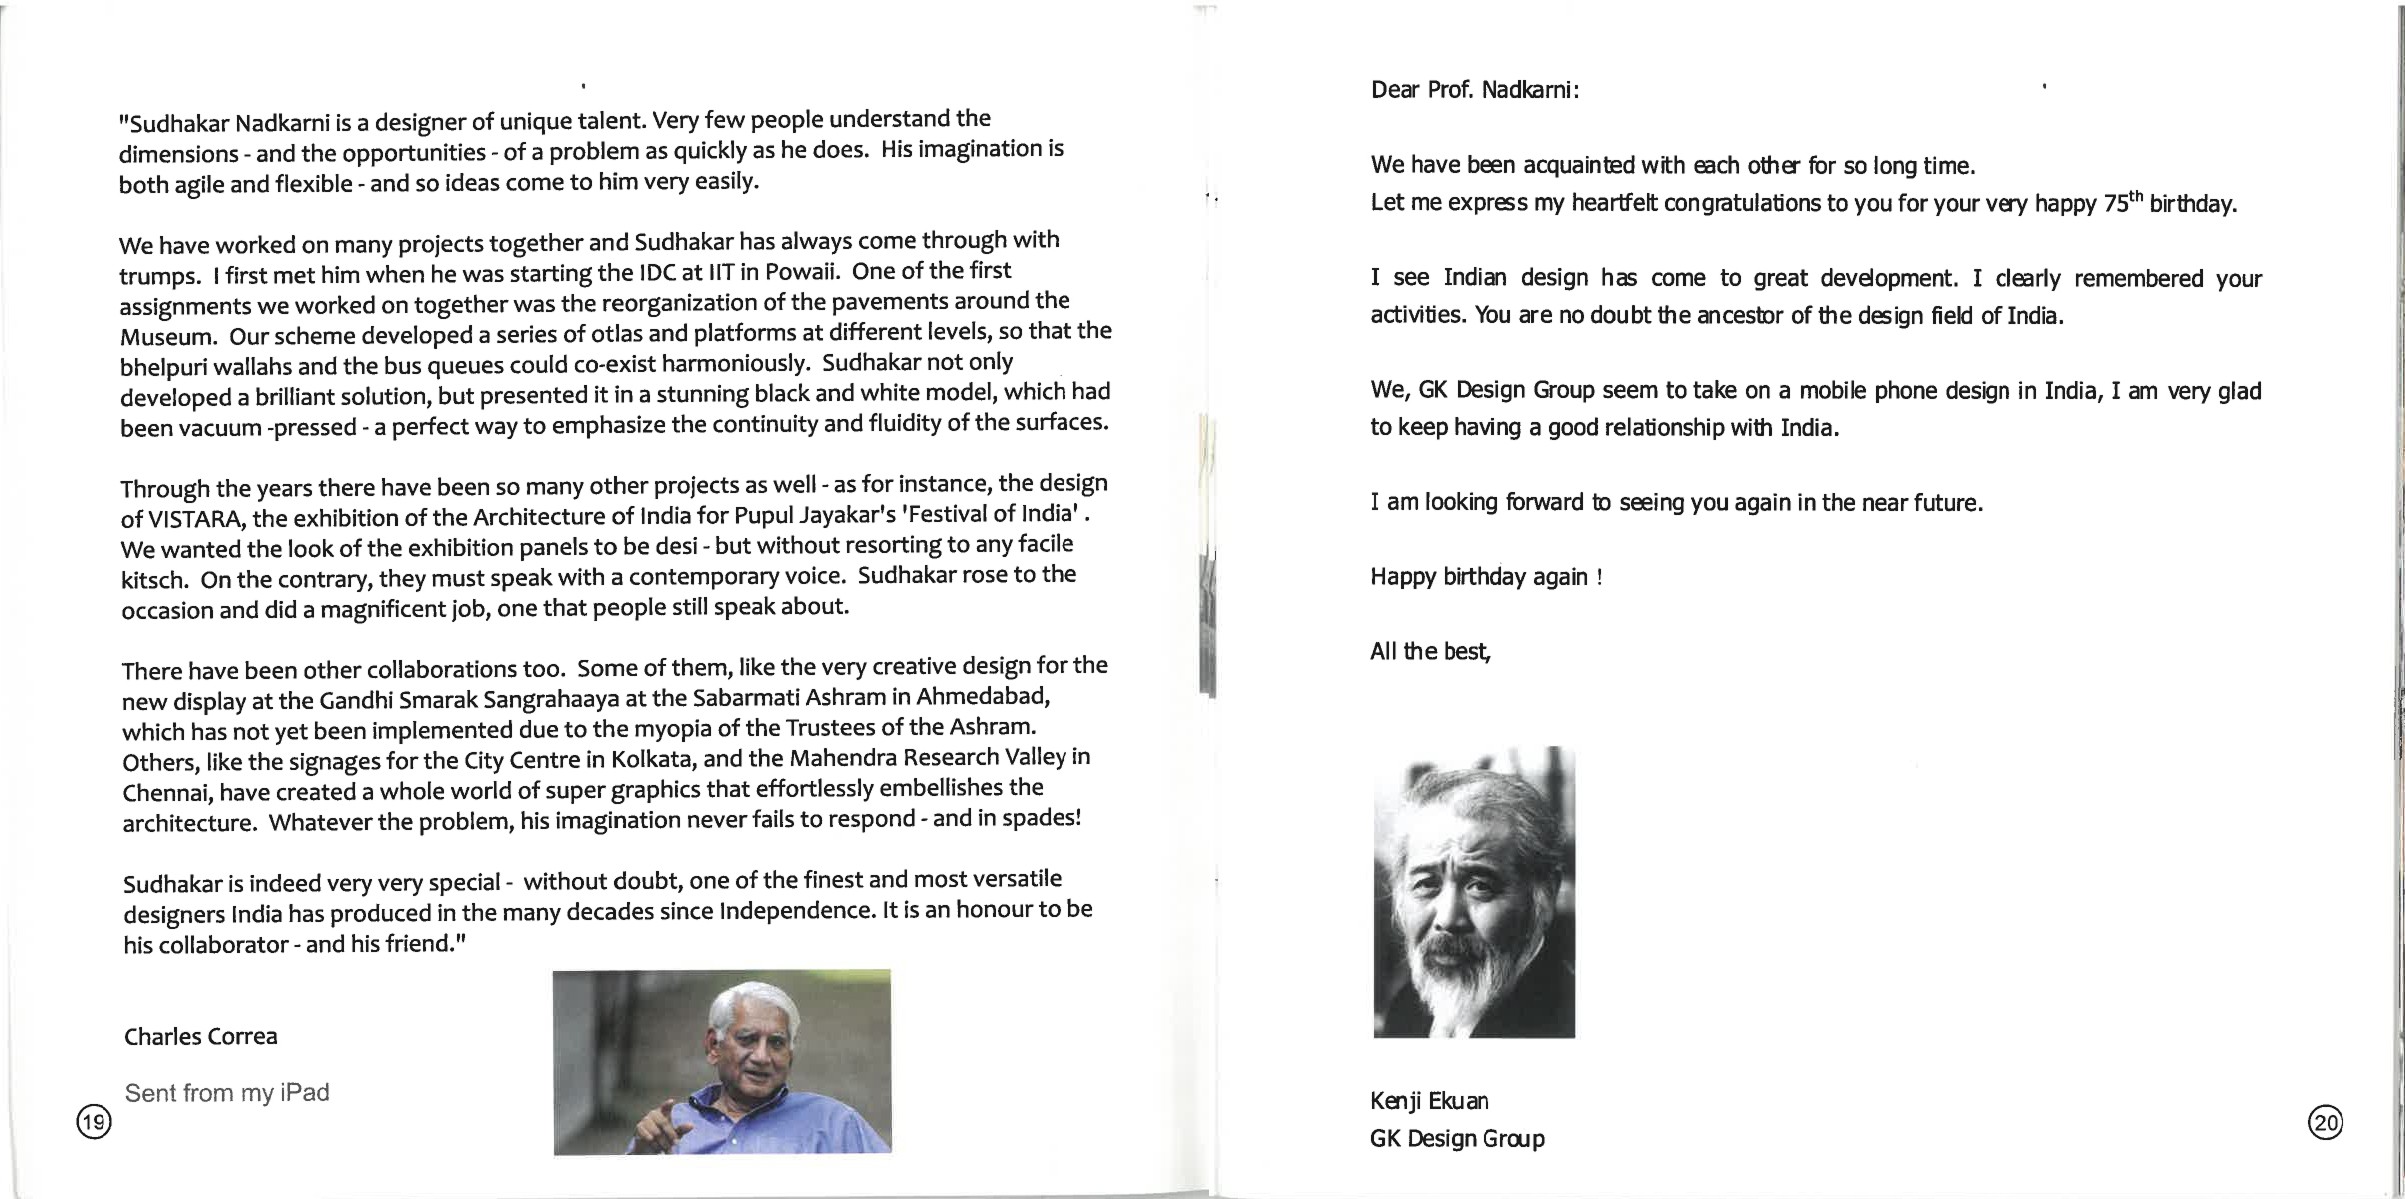 "Sudhakar Nadkarni is a designer of unique talent. Very few people understand the
dimensions - and the opportunities - of a problem as quickly as he does.  His imagination is
both agile and flexible - and so ideas come to him very easily.
We have worked on many projects together and Sudhakar has always come through with
trumps.  I first met him when he was starting the IDC at IIT in Powaii.  One of the first
assignments we worked on together was the reorganization of the pavements around the
Museum.  Our scheme developed a series of otlas and platforms at different levels, so that the
bhelpuri wallahs and the bus queues could co-exist harmoniously.  Sudhakar not only
developed a brilliant solution, but presented it in a stunning black and white model, which had
been vacuum -pressed - a perfect way to emphasize the continuity and fluidity of the surfaces.
Through the years there have been so many other projects as well - as for instance, the design
of VISTARA, the exhibition of the Architecture of India for Pupul Jayakar's 'Festival of India' .
We wanted the look of the exhibition panels to be desi - but without resorting to any facile
kitsch.  On the contrary, they must speak with a contemporary voice.  Sudhakar rose to the
occasion and did a magnificent job, one that people still speak about.
There have been other collaborations too.  Some of them, like the very creative design for the
new display at the Gandhi Smarak Sangrahaaya at the Sabarmati Ashram in Ahmedabad,
which has not yet been implemented due to the myopia of the Trustees of the Ashram.
Others, like the signages for the City Centre in Kolkata, and the Mahendra Research Valley in
Chennai, have created a whole world of super graphics that effortlessly embellishes the
architecture.  Whatever the problem, his imagination never fails to respond - and in spades!
Sudhakar is indeed very very special -  without doubt, one of the finest and most versatile
designers India has produced in the many decades since Independence. It is an honour to be
his collaborator - and his friend."
Charles Correa
Sent from my iPad
19
Dear Prof. Nadkarni:
We have been acquainted with each other for so long time.
Let me express my heartfelt congratulations to you for your very happy 75th birthday.
I see Indian design has come to great development. I clearly remembered your
activities. You are no doubt the ancestor of the design field of India.
We, GK Design Group seem to take on a mobile phone design in India, I am very glad
to keep having a good relationship with India.
I am looking forward to seeing you again in the near future.
Happy birthday again !
All the best,
Kenji Ekuan
GK Design Group
20